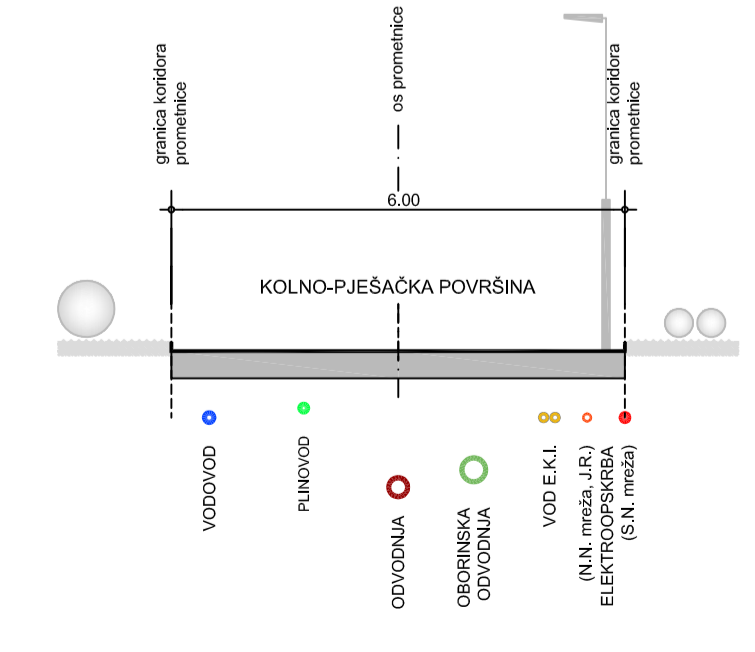 granica koridora
prometnice
os prometnice
granica koridora
prometnice
6.00
KOLNO-PJEŠAČKA POVRŠINA
VODOVOD
PLINOVOD
ODVODNJA
OBORINSKA
ODVODNJA
VOD E.K.I.
(N.N. mreža, J.R.)
ELEKTROOPSKRBA
(S.N. mreža)